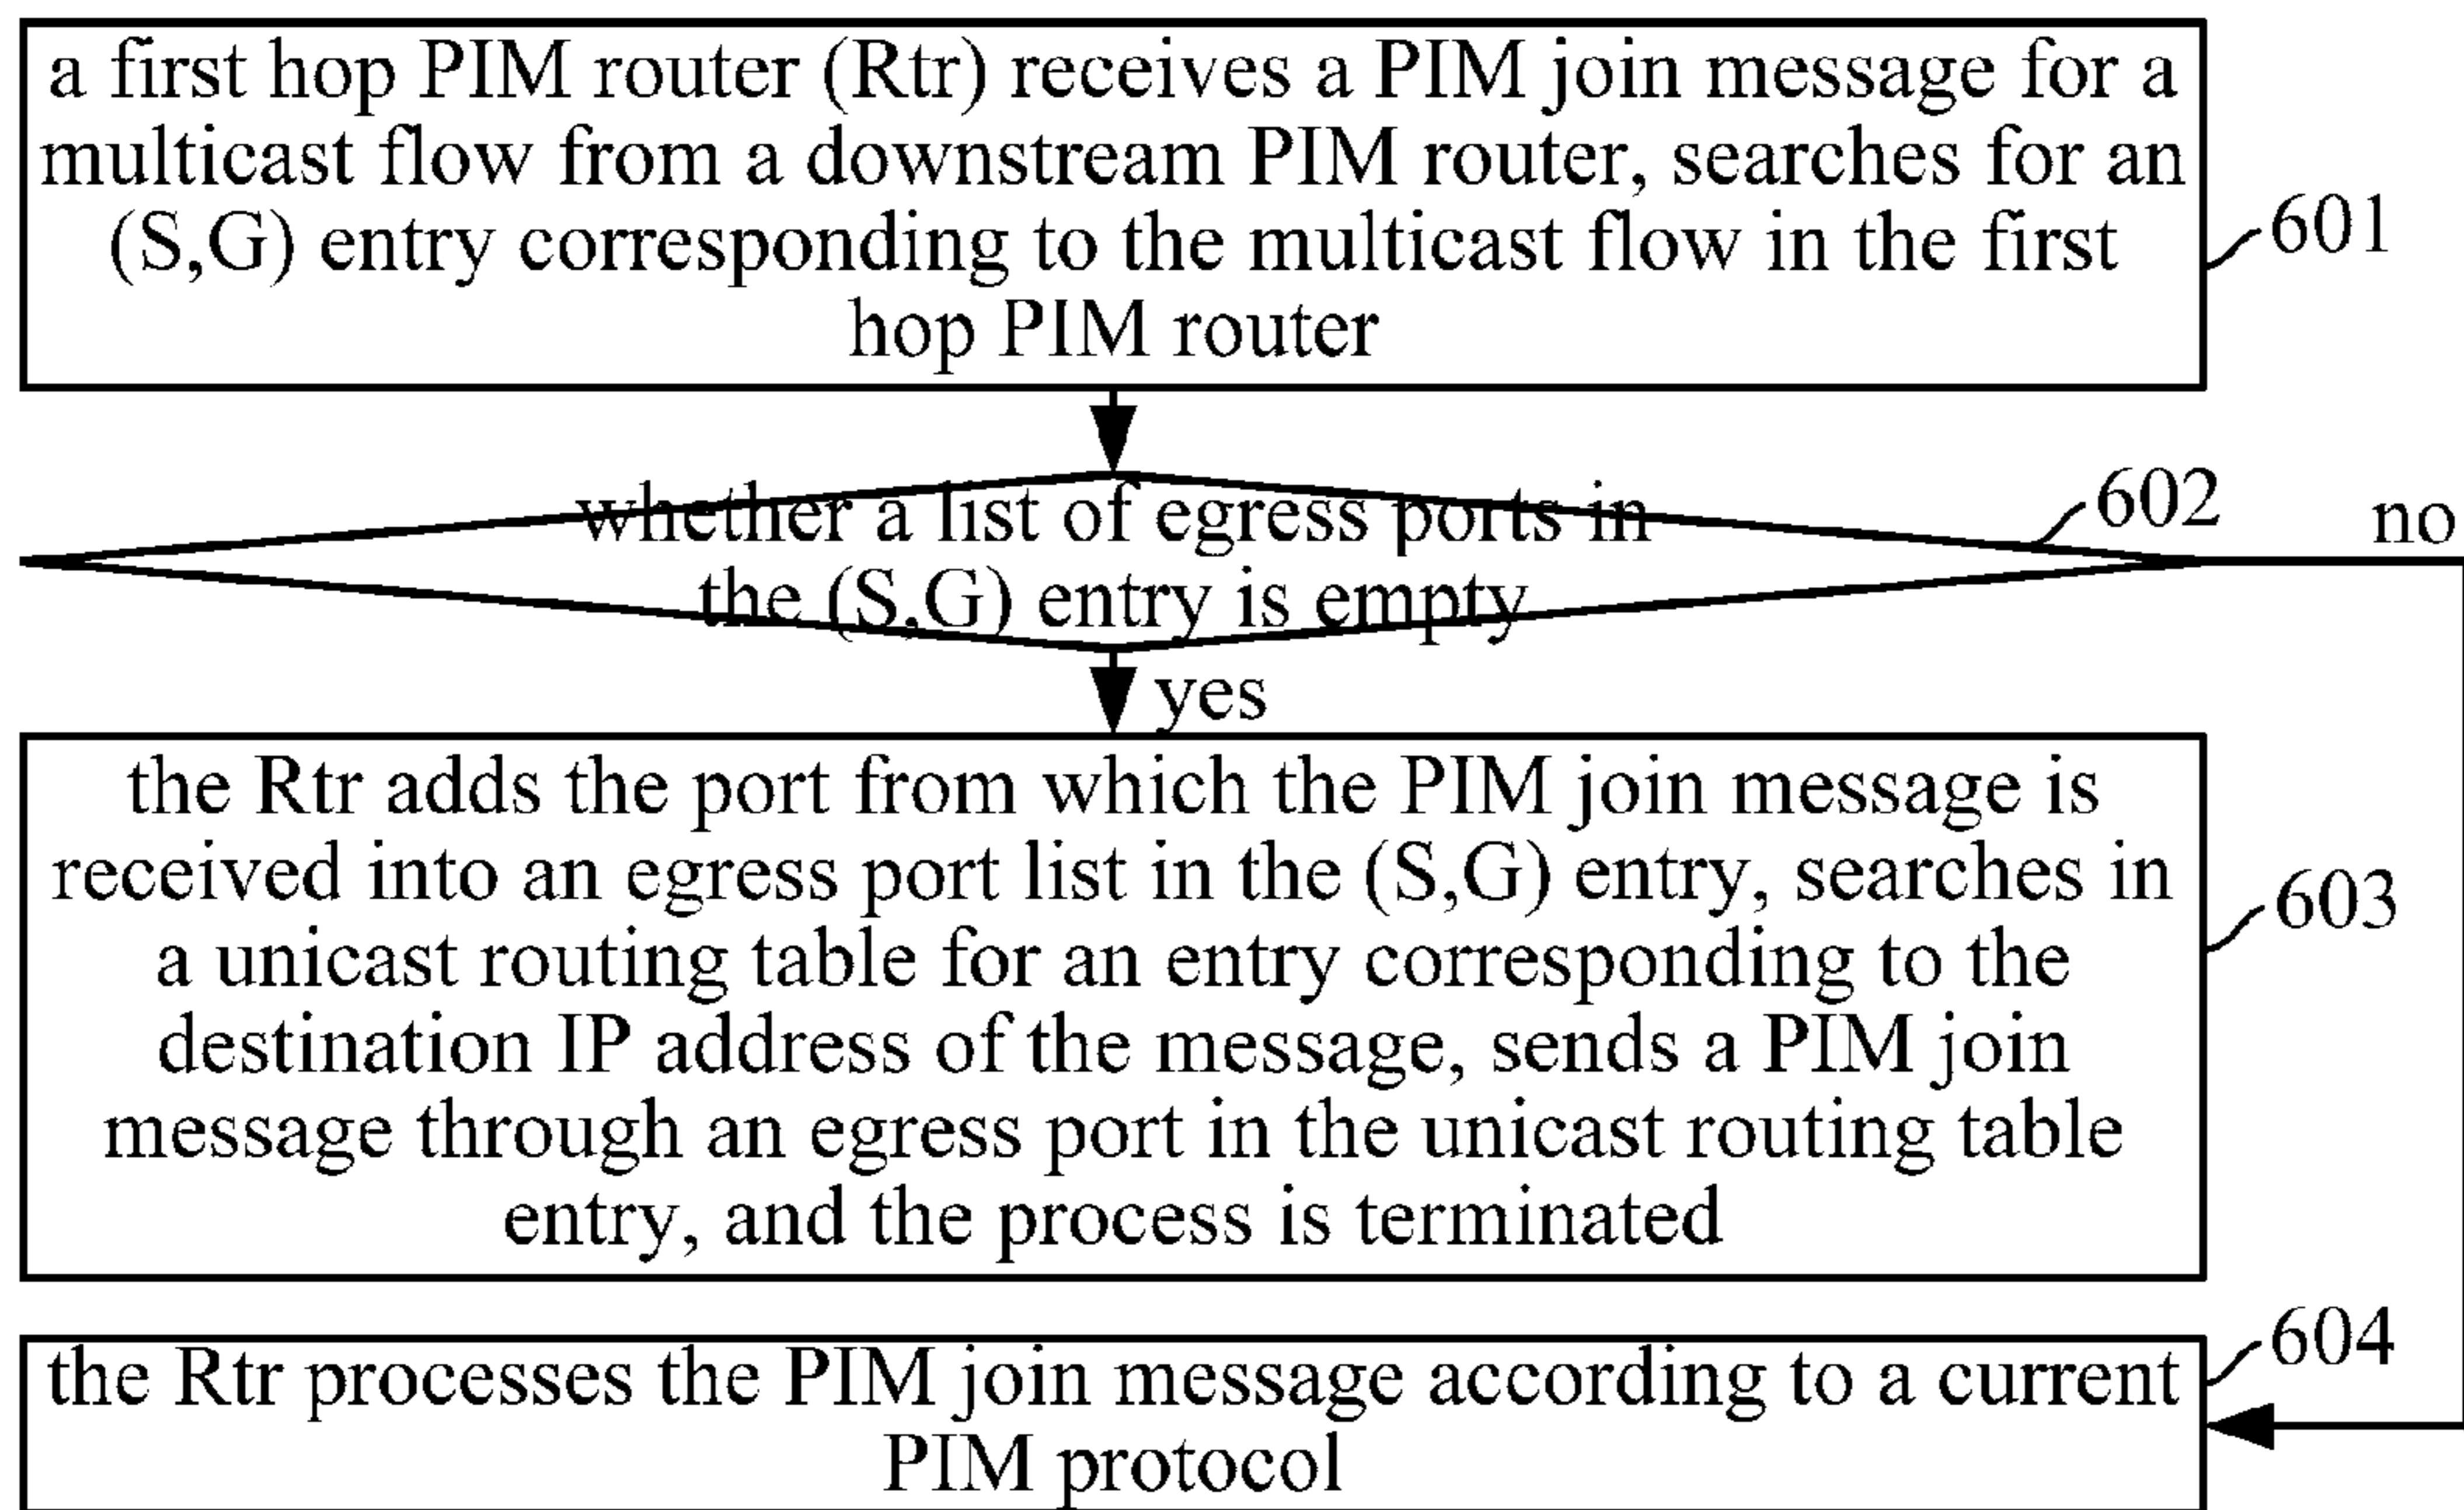 a first hop PIM router (Rtr) receives a PIM join message for a
multicast flow from a downstream PIM router, searches for an
(S,G) entry corresponding to the multicast flow in the first
hop PIM router
601
whether a list of egress ports in
the (S,G) entry is empty
602
no
yes
the Rtr adds the port from which the PIM join message is
received into an egress port list in the (S,G) entry, searches in
a unicast routing table for an entry corresponding to the
destination IP address of the message, sends a PIM join
message through an egress port in the unicast routing table
entry, and the process is terminated
603
the Rtr processes the PIM join message according to a current
PIM protocol
604